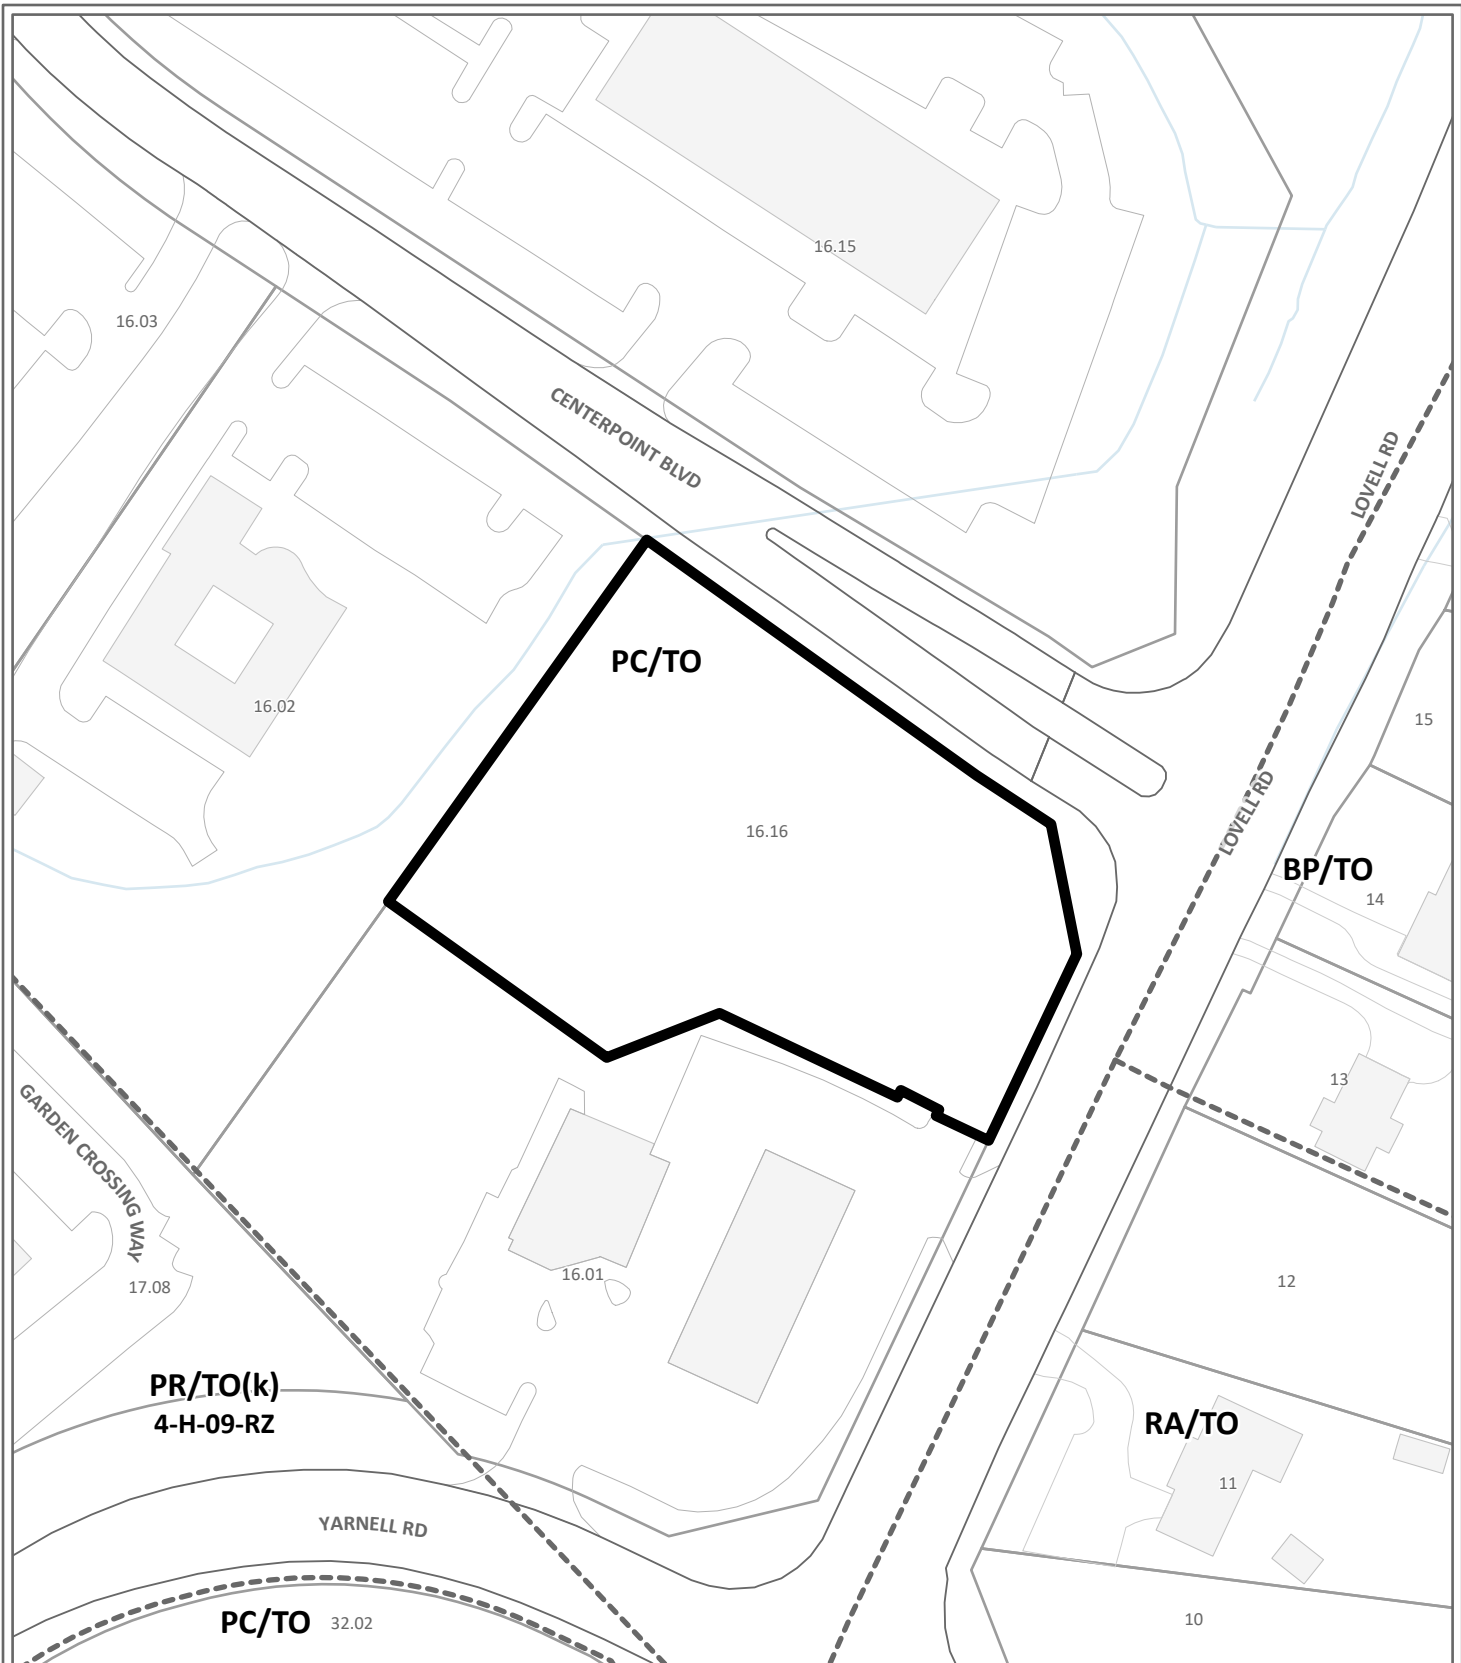 16.15
16.03
CENTERPOINT BLVD
LOVELL RD
PC/TO
16.02
15
LOVELL RD
16.16
BP/TO
14
13
GARDEN CROSSING WAY
16.01
12
17.08
PR/TO(k)
4-H-09-RZ
RA/TO
11
YARNELL RD
PC/TO 32.02
10